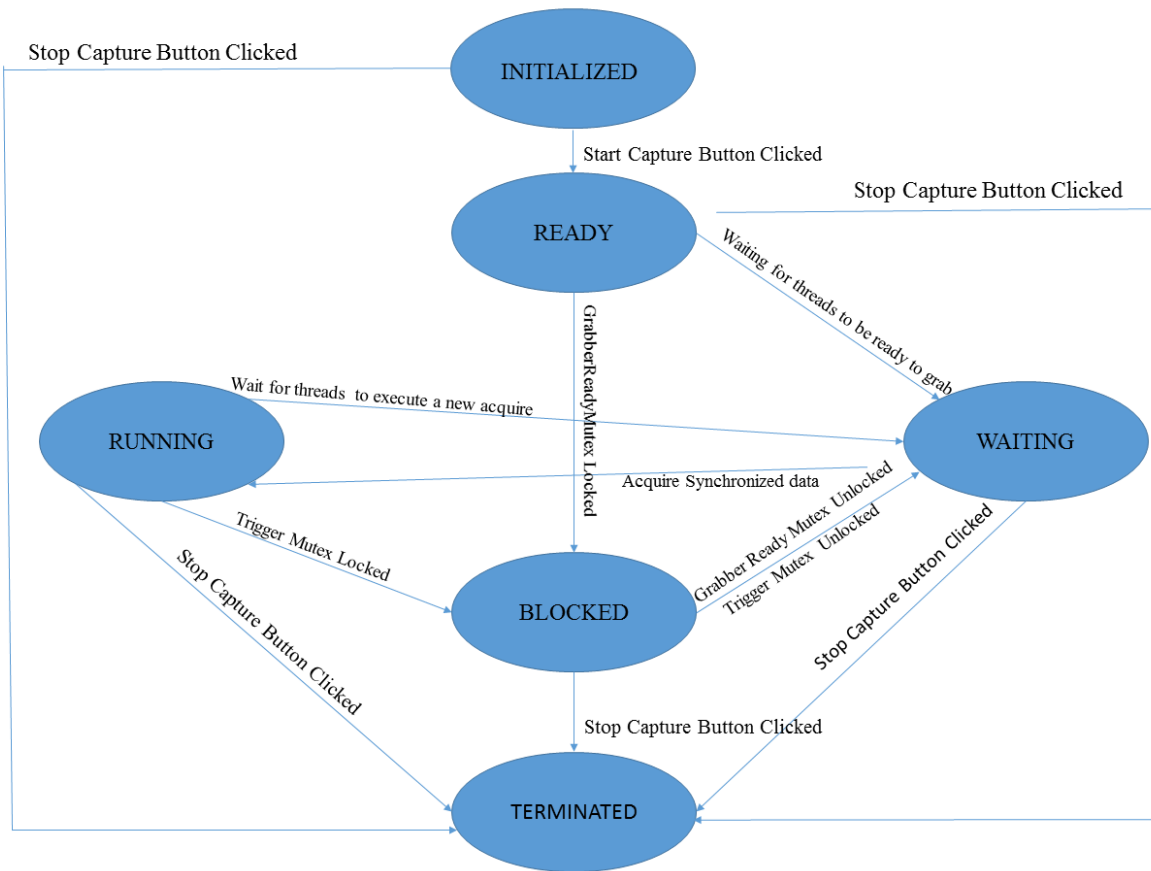 Stop Capture Button Clicked
INITIALIZED
Start Capture Button Clicked
Stop Capture Button Clicked
READY
Waiting for threads to be ready to grab
GrabberReadyMutex Locked
Wait for threads to execute a new acquire
RUNNING
WAITING
Acquire Synchronized data
Grabber Ready Mutex Unlocked
Trigger Mutex Unlocked
Trigger Mutex Locked
Stop Capture Button Clicked
Stop Capture Button Clicked
BLOCKED
Stop Capture Button Clicked
TERMINATED